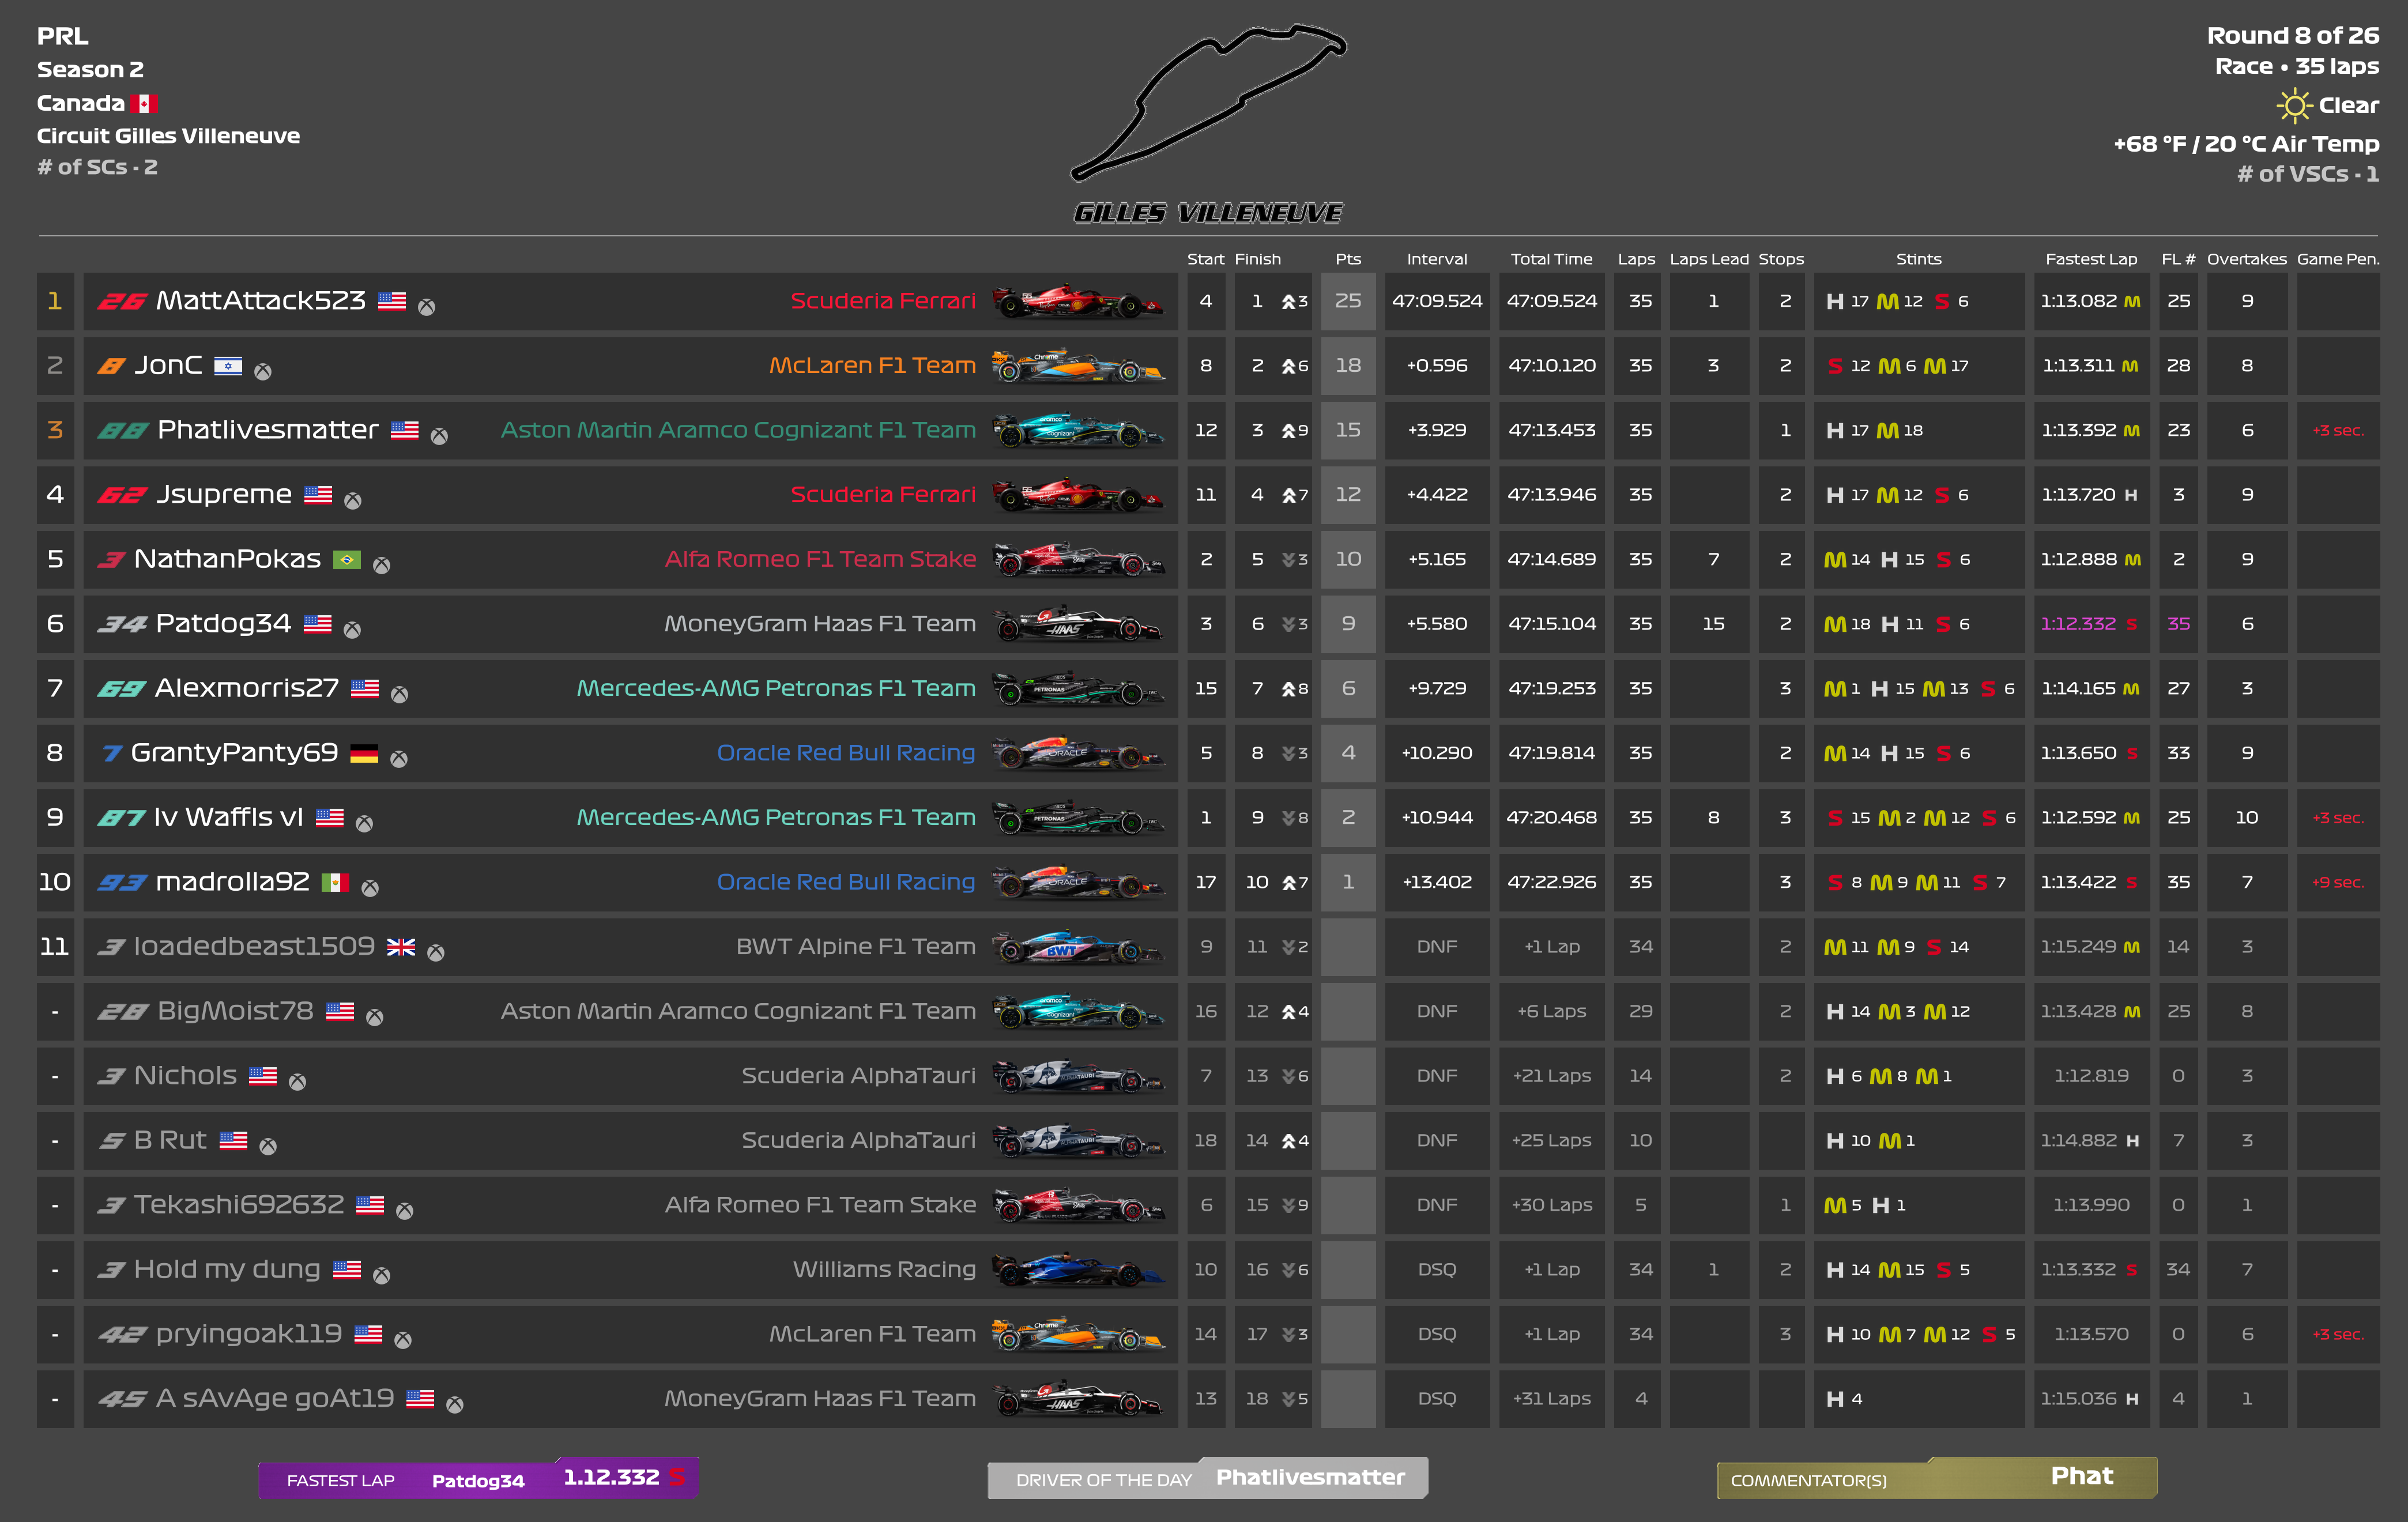 PRL
Season 2
Canada
Circuit Gilles Villeneuve
# of SCs - 2
GILLES VILLENEUVE
Round 8 of 26
Race • 35 laps
Clear
+68 °F / 20 °C Air Temp
# of VSCs - 1
Start Finish Pts Interval Total Time Laps Laps Lead Stops Stints Fastest Lap FL # Overtakes Game Pen.
1 26 MattAttack523 Scuderia Ferrari 4 1 3 25 47:09.524 47:09.524 35 1 2 H 17 M 12 S 6 1:13.082 M 25 9
2 8 JonC McLaren F1 Team 8 2 6 18 +0.596 47:10.120 35 3 2 S 12 M 6 M 17 1:13.311 M 28 8
3 88 Phatlivesmatter Aston Martin Aramco Cognizant F1 Team 12 3 9 15 +3.929 47:13.453 35 1 H 17 M 18 1:13.392 M 23 6 +3 sec.
4 62 Jsupreme Scuderia Ferrari 11 4 7 12 +4.422 47:13.946 35 2 H 17 M 12 S 6 1:13.720 H 3 9
5 3 NathanPokas Alfa Romeo F1 Team Stake 2 5 3 10 +5.165 47:14.689 35 7 2 M 14 H 15 S 6 1:12.888 M 2 9
6 34 Patdog34 MoneyGram Haas F1 Team 3 6 3 9 +5.580 47:15.104 35 15 2 M 18 H 11 S 6 1:12.332 S 35 6
7 69 Alexmorris27 Mercedes-AMG Petronas F1 Team 15 7 8 6 +9.729 47:19.253 35 3 M 1 H 15 M 13 S 6 1:14.165 M 27 3
8 7 GrantyPanty69 Oracle Red Bull Racing 5 8 3 4 +10.290 47:19.814 35 2 M 14 H 15 S 6 1:13.650 S 33 9
9 87 lv Waffls vl Mercedes-AMG Petronas F1 Team 1 9 8 2 +10.944 47:20.468 35 8 3 S 15 M 2 M 12 S 6 1:12.592 M 25 10 +3 sec.
10 93 madrolla92 Oracle Red Bull Racing 17 10 7 1 +13.402 47:22.926 35 3 S 8 M 9 M 11 S 7 1:13.422 S 35 7 +9 sec.
11 3 loadedbeast1509 BWT Alpine F1 Team 9 11 2 DNF +1 Lap 34 2 M 11 M 9 S 14 1:15.249 M 14 3
- 28 BigMoist78 Aston Martin Aramco Cognizant F1 Team 16 12 4 DNF +6 Laps 29 2 H 14 M 3 M 12 1:13.428 M 25 8
- 3 Nichols Scuderia AlphaTauri 7 13 6 DNF +21 Laps 14 2 H 6 M 8 M 1 1:12.819 0 3
- 5 B Rut Scuderia AlphaTauri 18 14 4 DNF +25 Laps 10 H 10 M 1 1:14.882 H 7 3
- 3 Tekashi692632 Alfa Romeo F1 Team Stake 6 15 9 DNF +30 Laps 5 1 M 5 H 1 1:13.990 0 1
- 3 Hold my dung Williams Racing 10 16 6 DSQ +1 Lap 34 1 2 H 14 M 15 S 5 1:13.332 S 34 7
- 42 pryingoak119 McLaren F1 Team 14 17 3 DSQ +1 Lap 34 3 H 10 M 7 M 12 S 5 1:13.570 0 6 +3 sec.
- 45 A sAvAge goAt19 MoneyGram Haas F1 Team 13 18 5 DSQ +31 Laps 4 H 4 1:15.036 H 4 1
FASTEST LAP Patdog34 1.12.332 S
DRIVER OF THE DAY Phatlivesmatter
COMMENTATOR(S) Phat